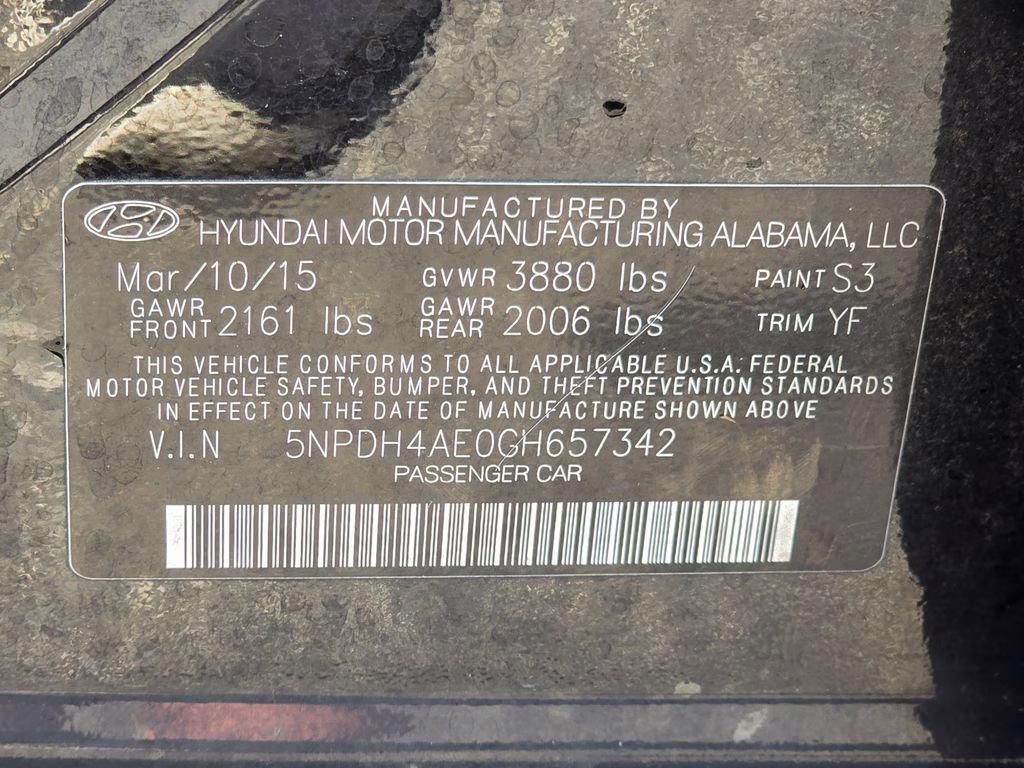 MANUFACTURED BY
HYUNDAI MOTOR MANUFACTURING ALABAMA, LLC
Mar/10/15 GVWR 3880 lbs PAINT S3
GAWR FRONT 2161 lbs GAWR REAR 2006 lbs TRIM YF
THIS VEHICLE CONFORMS TO ALL APPLICABLE U.S.A. FEDERAL
MOTOR VEHICLE SAFETY, BUMPER, AND THEFT PREVENTION STANDARDS
IN EFFECT ON THE DATE OF MANUFACTURE SHOWN ABOVE
V.I.N 5NPDH4AE0GH657342
PASSENGER CAR